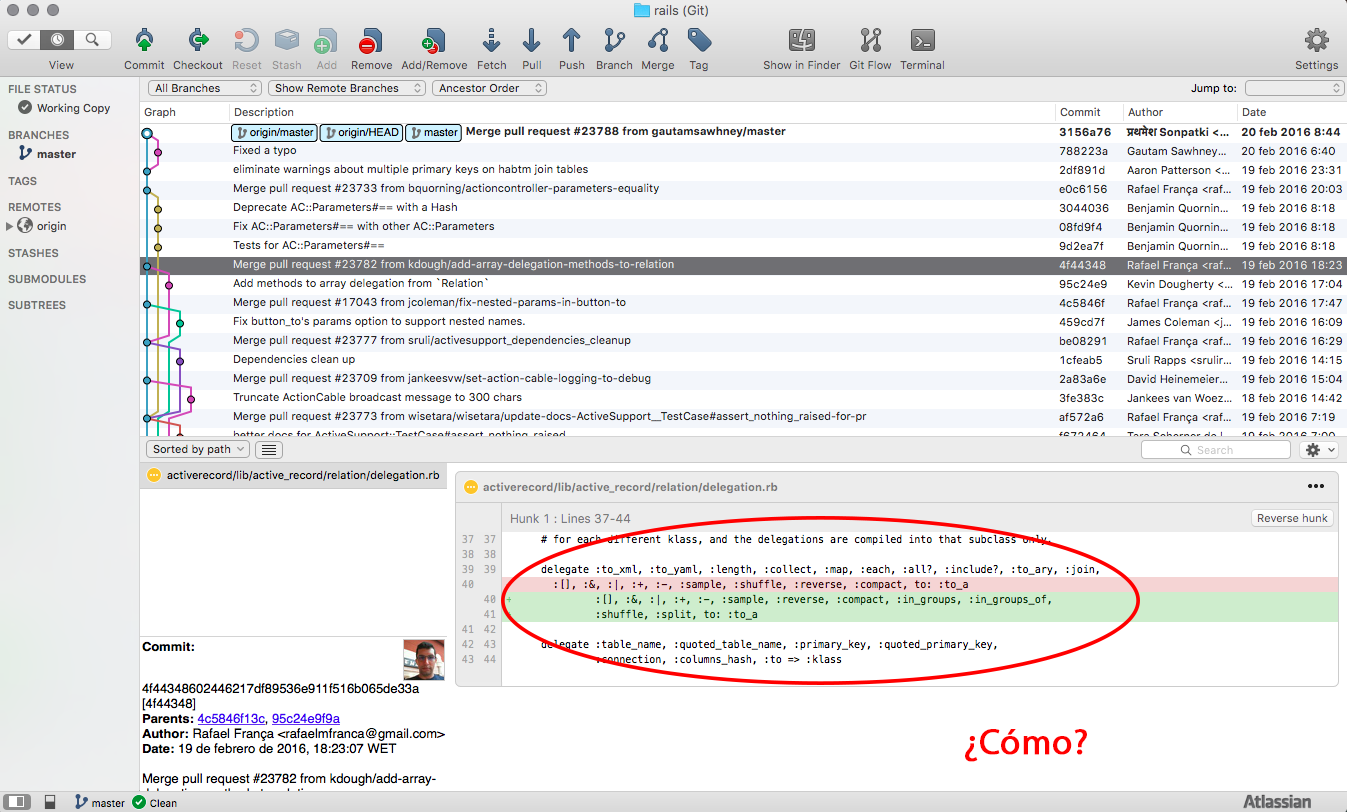 rails (Git)
View Commit Checkout Reset Stash Add Remove Add/Remove Fetch Pull Push Branch Merge Tag Show in Finder Git Flow Terminal Settings
FILE STATUS
Working Copy
BRANCHES
master
TAGS
REMOTES
origin
STASHES
SUBMODULES
SUBTREES
All Branches Show Remote Branches Ancestor Order Jump to:
Graph Description Commit Author Date
origin/master origin/HEAD master Merge pull request #23788 from gautamsawhney/master 3156a76 प्रथमेश Sonpatki <... 20 feb 2016 8:44
Fixed a typo 788223a Gautam Sawhney... 20 feb 2016 6:40
eliminate warnings about multiple primary keys on habtm join tables 2df891d Aaron Patterson <... 19 feb 2016 23:31
Merge pull request #23733 from bquorning/actioncontroller-parameters-equality e0c6156 Rafael França <raf... 19 feb 2016 20:03
Deprecate AC::Parameters#== with a Hash 3044036 Benjamin Quornin... 19 feb 2016 8:18
Fix AC::Parameters#== with other AC::Parameters 08fd9f4 Benjamin Quornin... 19 feb 2016 8:18
Tests for AC::Parameters#== 9d2ea7f Benjamin Quornin... 19 feb 2016 8:18
Merge pull request #23782 from kdough/add-array-delegation-methods-to-relation 4f44348 Rafael França <raf... 19 feb 2016 18:23
Add methods to array delegation from `Relation` 95c24e9 Kevin Dougherty <... 19 feb 2016 17:04
Merge pull request #17043 from jcoleman/fix-nested-params-in-button-to 4c5846f Rafael França <raf... 19 feb 2016 17:47
Fix button_to's params option to support nested names. 459cd7f James Coleman <j... 19 feb 2016 16:09
Merge pull request #23777 from sruli/activesupport_dependencies_cleanup be08291 Rafael França <raf... 19 feb 2016 16:29
Dependencies clean up 1cfeab5 Sruli Rapps <srulir... 19 feb 2016 14:15
Merge pull request #23709 from jankeesvw/set-action-cable-logging-to-debug 2a83a6e David Heinemeier... 19 feb 2016 15:04
Truncate ActionCable broadcast message to 300 chars 3fe383c Jankees van Woez... 18 feb 2016 14:42
Merge pull request #23773 from wisetara/wisetara/update-docs-ActiveSupport__TestCase#assert_nothing_raised-for-pr af572a6 Rafael França <raf... 19 feb 2016 7:19
better docs for ActiveSupport::TestCase#assert_nothing_raised f672464 19 feb 2016 7:00
Sorted by path Search
activerecord/lib/active_record/relation/delegation.rb
activerecord/lib/active_record/relation/delegation.rb
Hunk 1 : Lines 37-44 Reverse hunk
37 37 # for each different klass, and the delegations are compiled into that subclass only.
38 38
39 39 delegate :to_xml, :to_yaml, :length, :collect, :map, :each, :all?, :include?, :to_ary, :join,
40 - :[], :&, :|, :+, :-, :sample, :shuffle, :reverse, :compact, to: :to_a
40 + :[], :&, :|, :+, :-, :sample, :reverse, :compact, :in_groups, :in_groups_of,
41 :shuffle, :split, to: :to_a
41 42
42 43 delegate :table_name, :quoted_table_name, :primary_key, :quoted_primary_key,
43 44 :connection, :columns_hash, :to => :klass
Commit:
4f44348602446217df89536e911f516b065de33a
[4f44348]
Parents: 4c5846f13c, 95c24e9f9a
Author: Rafael França <rafaelmfranca@gmail.com>
Date: 19 de febrero de 2016, 18:23:07 WET
Merge pull request #23782 from kdough/add-array-
¿Cómo?
master Clean Atlassian